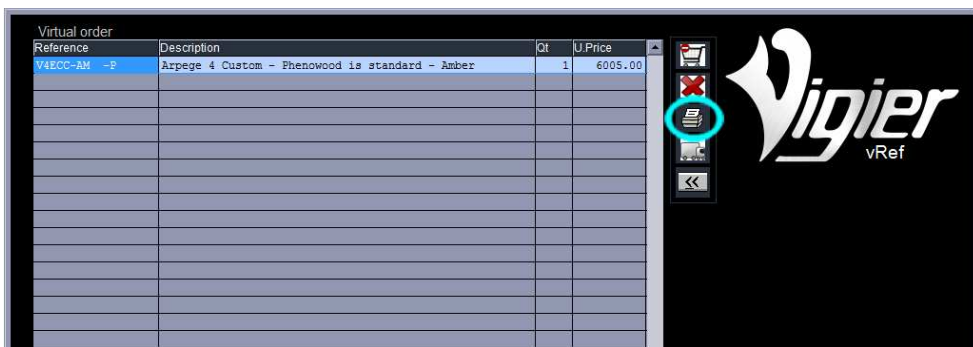 Virtual order
Reference Description Qt U.Price
V4ECC-AM -P Arpege 4 Custom - Phenowood is standard - Amber 1 6005.00
Vigier
vRef
<<